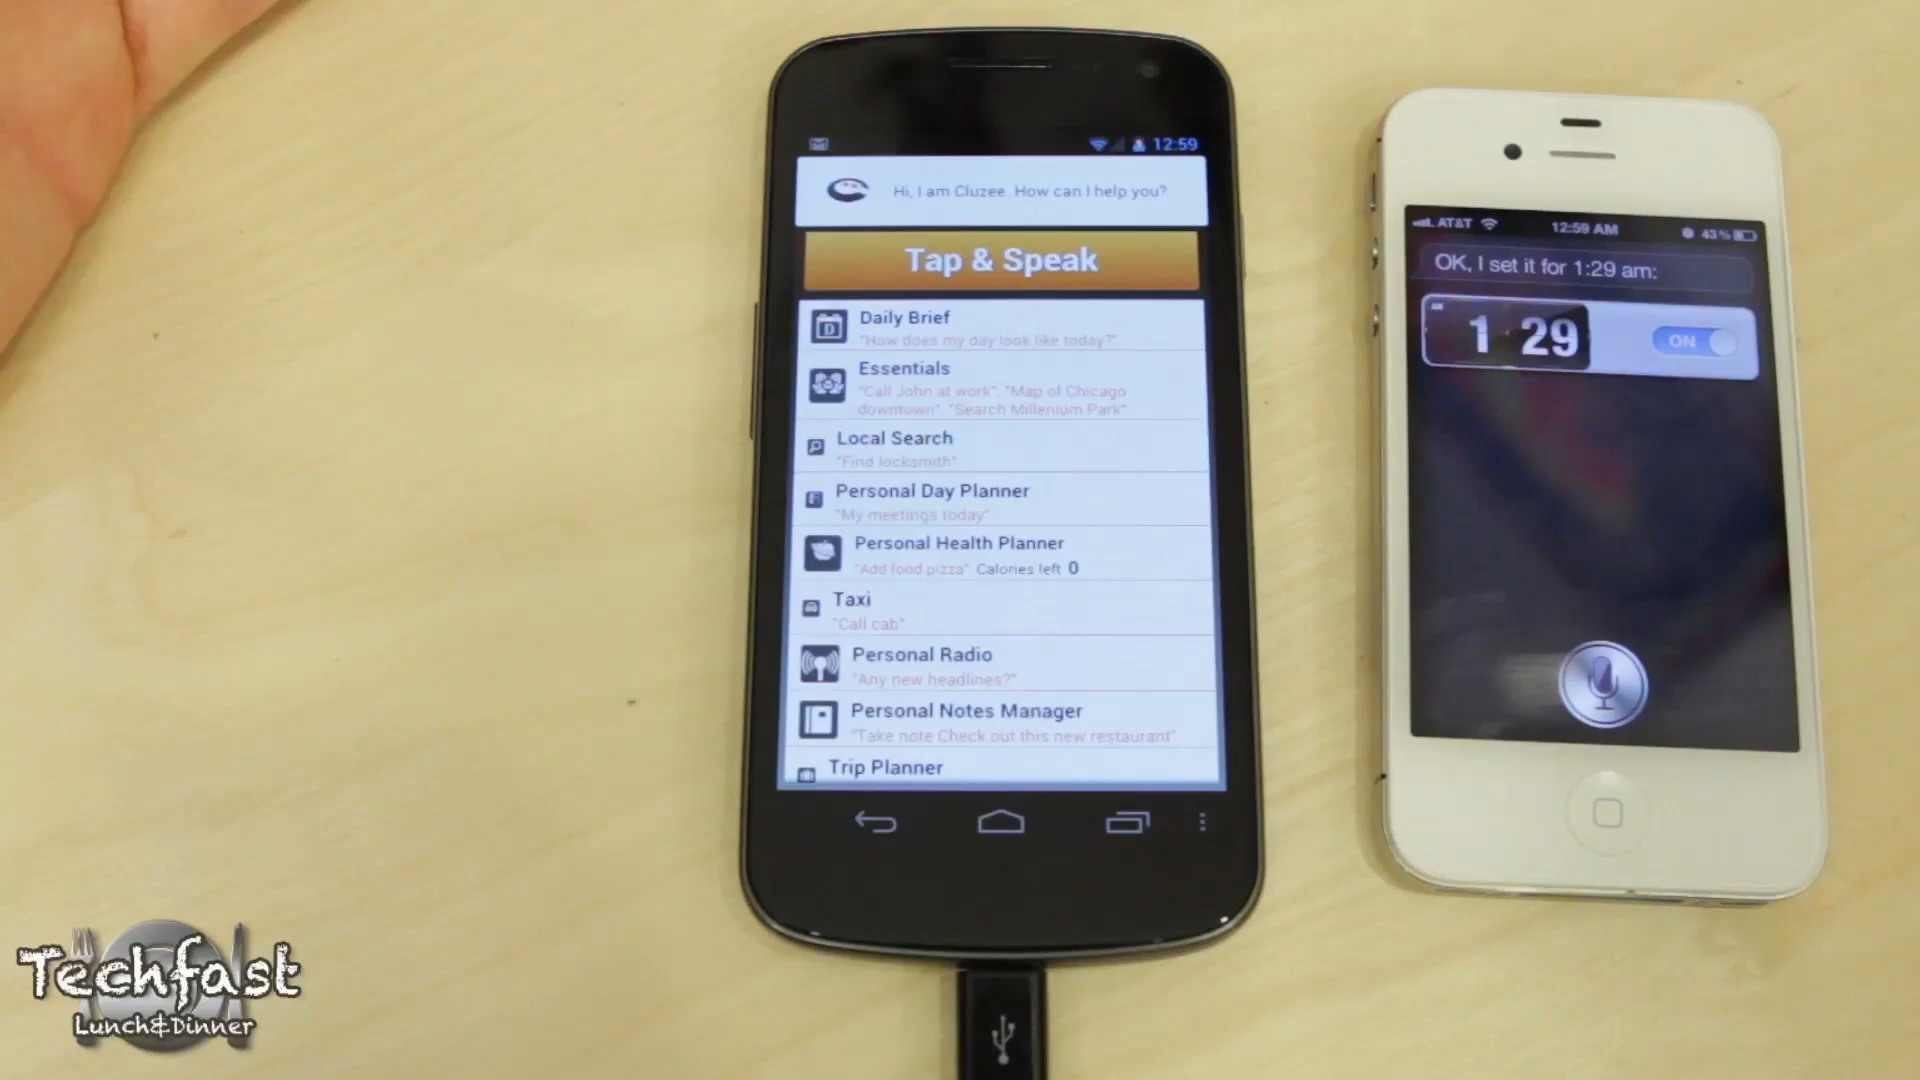 12:59
Hi, I am Cluzee. How can I help you?
Tap & Speak
Daily Brief
"How does my day look like today?"
Essentials
"Call John at work", "Map of Chicago
downtown", "Search Millenium Park"
Local Search
"Find locksmith"
Personal Day Planner
"My meetings today"
Personal Health Planner
"Add food pizza" Calories left 0
Taxi
"Call cab"
Personal Radio
"Any new headlines?"
Personal Notes Manager
"Take note Check out this new restaurant"
Trip Planner
AT&T 12:59 AM 43%
OK, I set it for 1:29 am:
AM
1 29
ON
Techfast
Lunch&Dinner